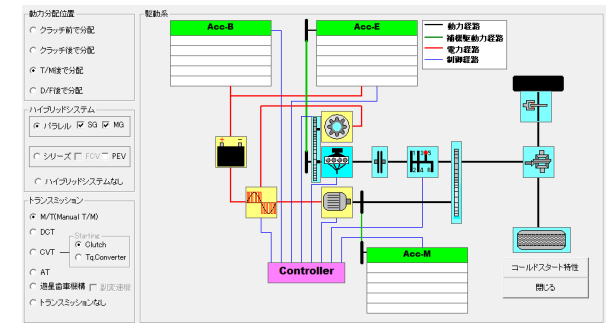 動力分配位置
クラッチ前で分配
クラッチ後で分配
T/M後で分配
D/F後で分配
ハイブリッドシステム
パラレル SG MG
シリーズ FCV PEV
ハイブリッドシステムなし
トランスミッション
M/T(Manual T/M)
DCT
Starting
Clutch
CVT
Tq.Converter
AT
遊星歯車機構 副変速機
トランスミッションなし
駆動系
Acc-B
Acc-E
動力経路
補機駆動力経路
電力経路
制御経路
Controller
Acc-M
コールドスタート特性
閉じる